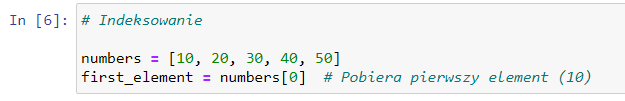 In [6]: # Indeksowanie
numbers = [10, 20, 30, 40, 50]
first_element = numbers[0]  # Pobiera pierwszy element (10)